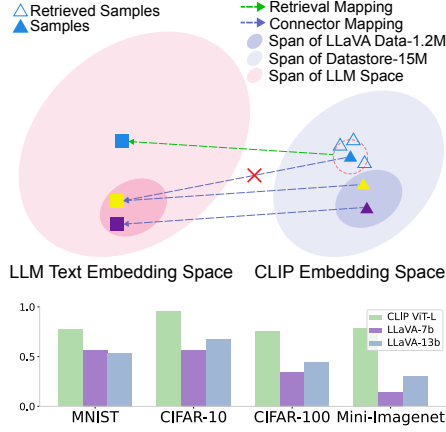 Retrieved Samples
Samples
Retrieval Mapping
Connector Mapping
Span of LLaVA Data-1.2M
Span of Datastore-15M
Span of LLM Space
LLM Text Embedding Space
CLIP Embedding Space
1.0
0.5
0.0
CLIP ViT-L
LLaVA-7b
LLaVA-13b
MNIST
CIFAR-10
CIFAR-100
Mini-Imagenet